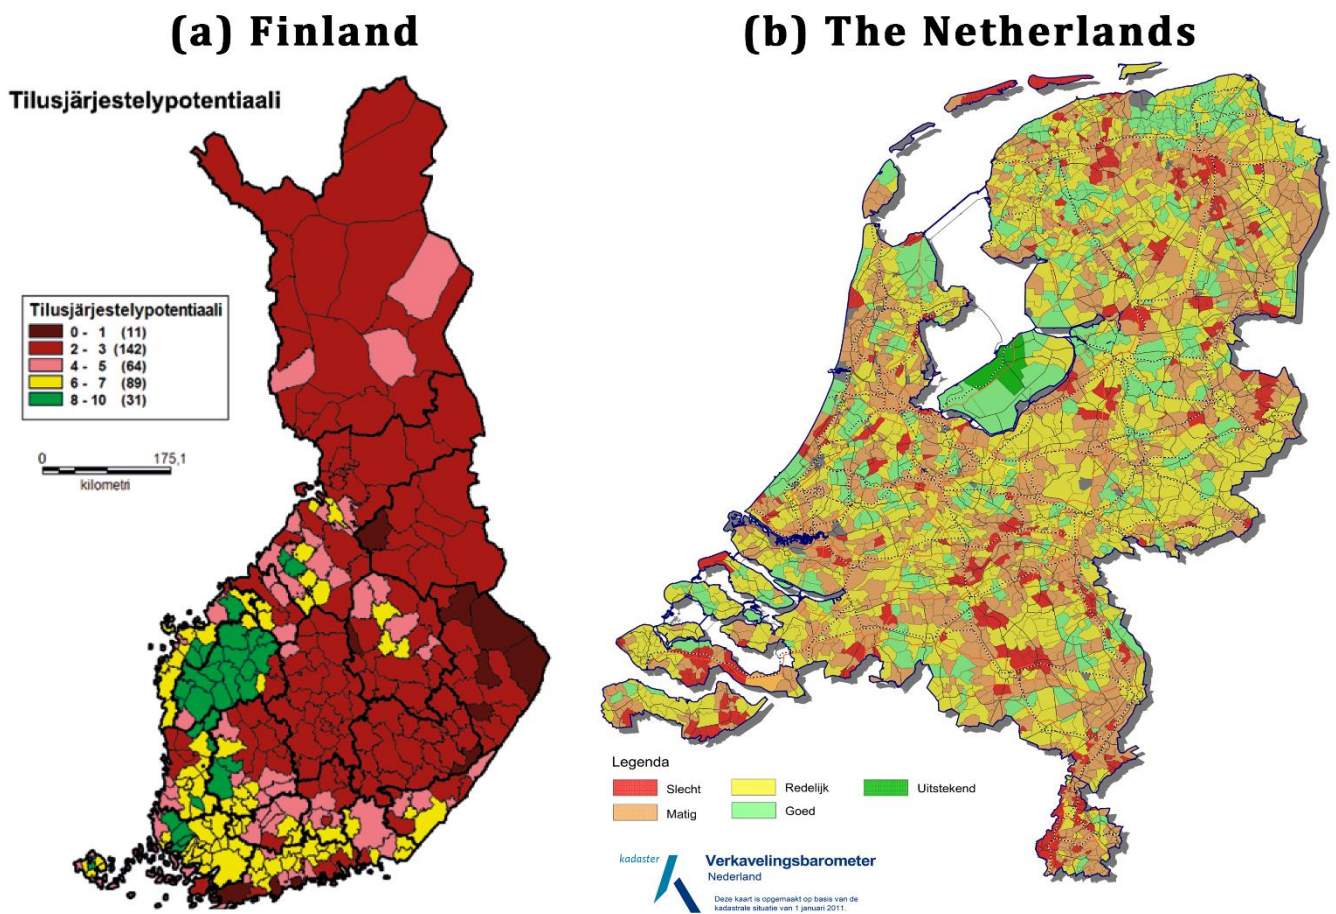 (a) Finland
Tilusjärjestelypotentiaali
Tilusjärjestelypotentiaali
0 - 1 (11)
2 - 3 (142)
4 - 5 (64)
6 - 7 (89)
8 - 10 (31)
0 175,1
kilometri
(b) The Netherlands
Legenda
Slecht
Matig
Redelijk
Goed
Uitstekend
kadaster
Verkavelingsbarometer
Nederland
Deze kaart is opgemaakt op basis van de
kadastrale situatie van 1 januari 2011.